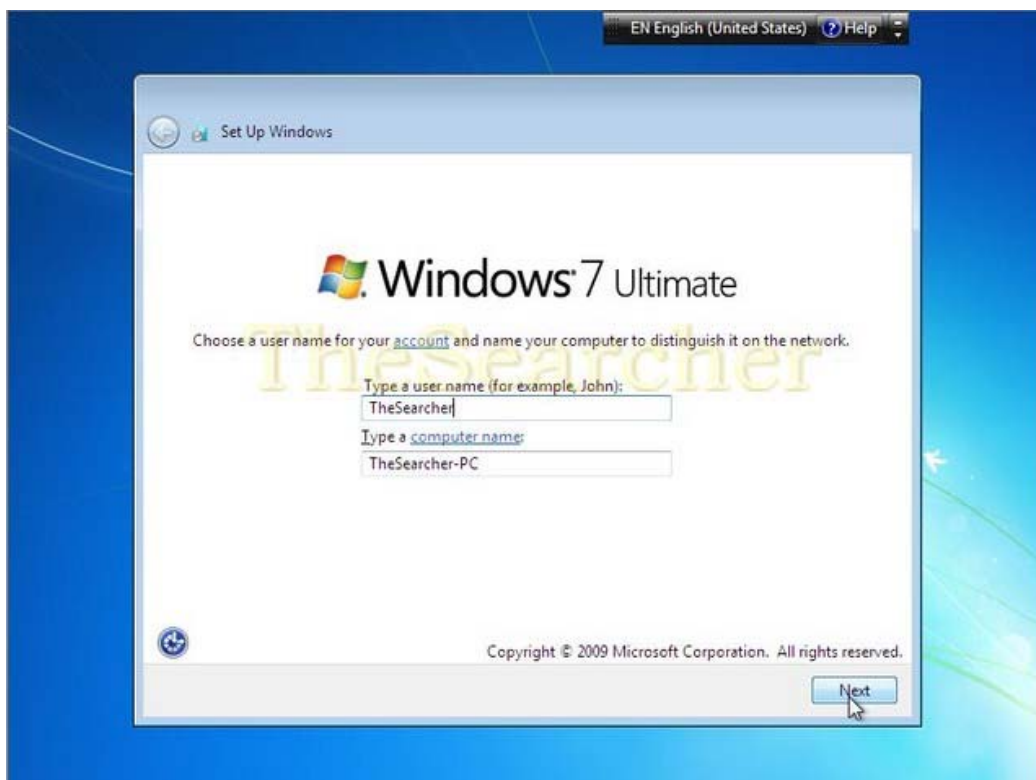 EN English (United States) ? Help
Set Up Windows
Windows 7 Ultimate
Choose a user name for your account and name your computer to distinguish it on the network.
TheSearcher
Type a user name (for example, John):
TheSearcher
Type a computer name:
TheSearcher-PC
Copyright © 2009 Microsoft Corporation. All rights reserved.
Next